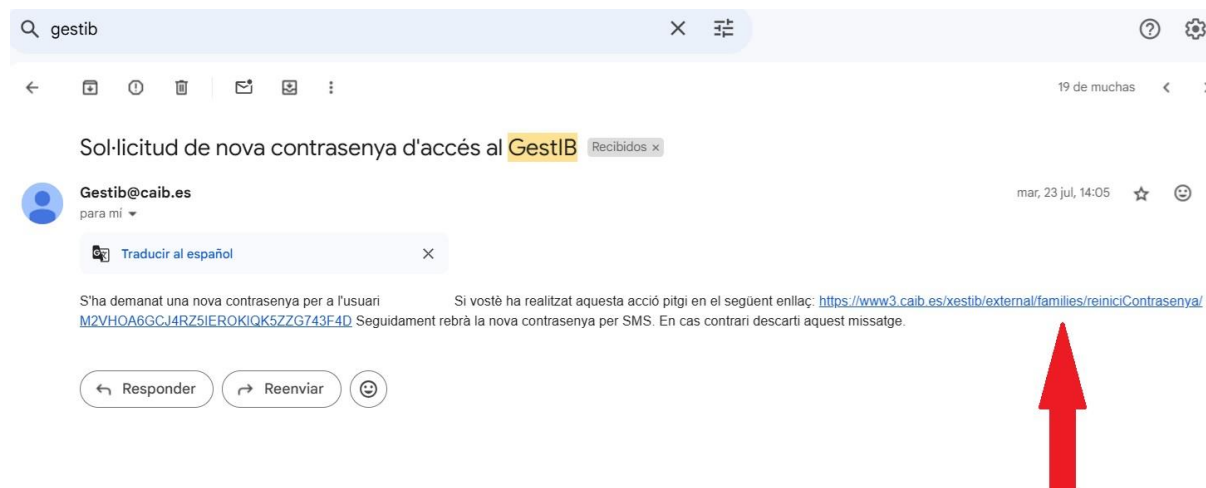 gestib
19 de muchas
Sol·licitud de nova contrasenya d'accés al GestIB Recibidos ×
Gestib@caib.es
mar, 23 jul, 14:05
para mí
Traducir al español
S'ha demanat una nova contrasenya per a l'usuari Si vostè ha realitzat aquesta acció pitgi en el següent enllaç: https://www3.caib.es/xestib/external/families/reiniciContrasenya/
M2VHOA6GCJ4RZ5IEROKIQK5ZZG743F4D Seguidament rebrà la nova contrasenya per SMS. En cas contrari descarti aquest missatge.
Responder
Reenviar